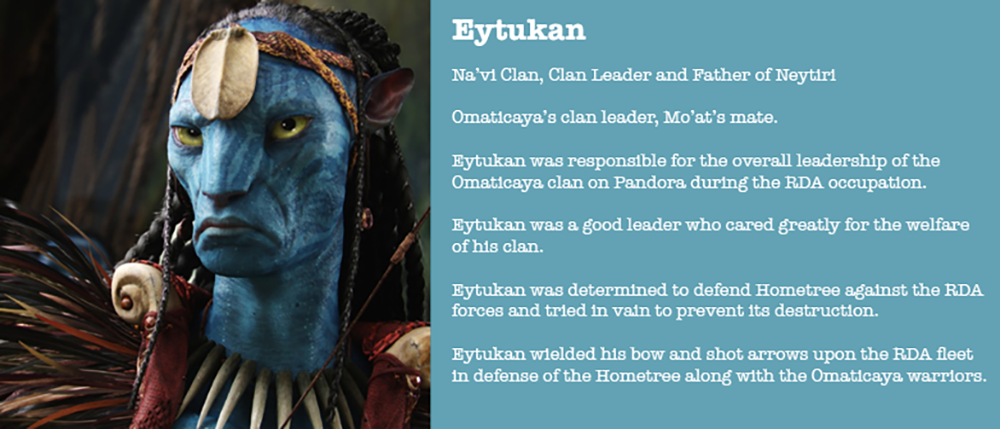 Eytukan
Na'vi Clan, Clan Leader and Father of Neytiri
Omaticaya's clan leader, Mo'at's mate.
Eytukan was responsible for the overall leadership of the
Omaticaya clan on Pandora during the RDA occupation.
Eytukan was a good leader who cared greatly for the welfare
of his clan.
Eytukan was determined to defend Hometree against the RDA
forces and tried in vain to prevent its destruction.
Eytukan wielded his bow and shot arrows upon the RDA fleet
in defense of the Hometree along with the Omaticaya warriors.